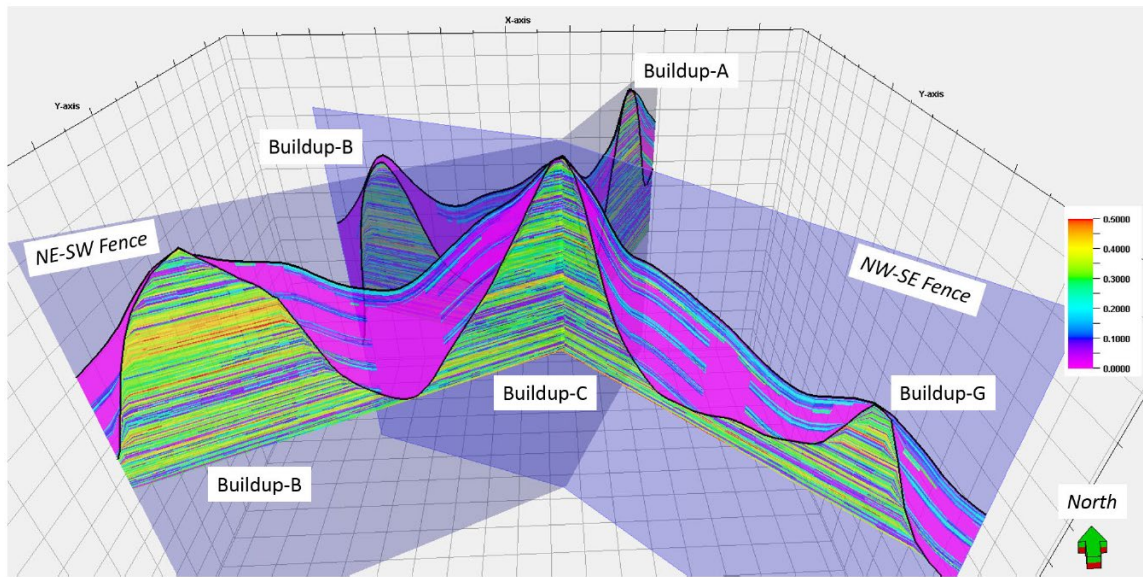 X-axis
Buildup-A
Y-axis
Y-axis
Buildup-B
NE-SW Fence
0.5000
0.4000
NW-SE Fence
0.3000
0.2000
0.1000
0.0000
Buildup-C
Buildup-G
Buildup-B
North